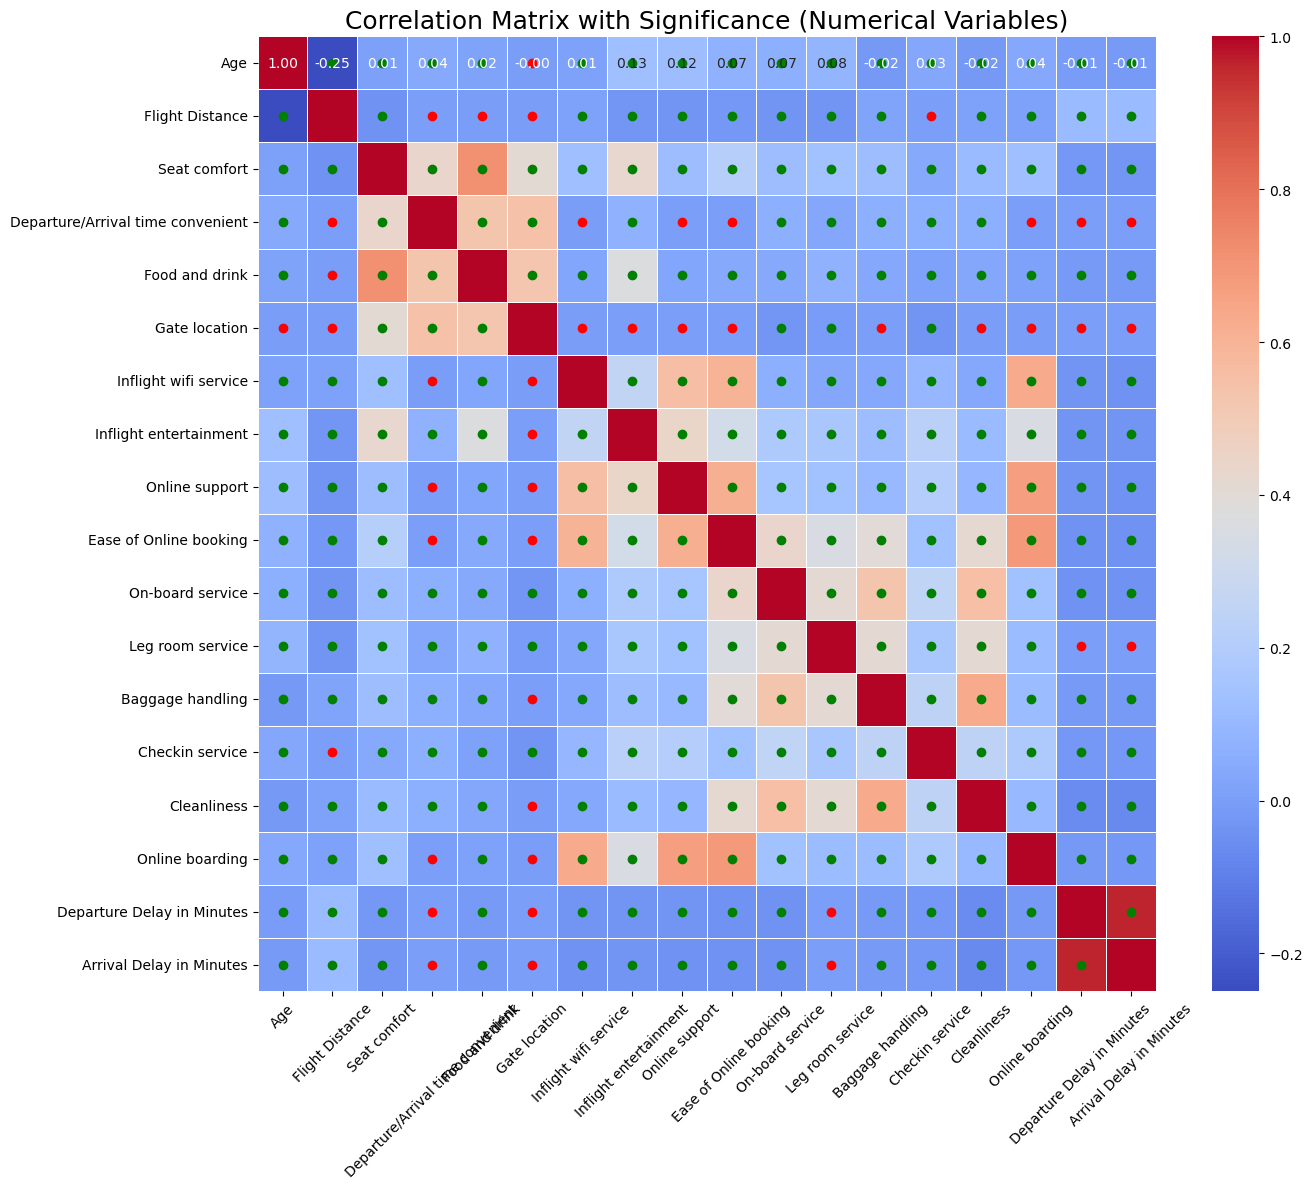 Correlation Matrix with Significance (Numerical Variables)
Age
1.00 -0.25 0.01 0.04 0.02 -0.00 0.01 0.13 0.12 0.07 0.07 0.08 -0.02 0.03 -0.02 0.04 -0.01 -0.01
Flight Distance
Seat comfort
Departure/Arrival time convenient
Food and drink
Gate location
Inflight wifi service
Inflight entertainment
Online support
Ease of Online booking
On-board service
Leg room service
Baggage handling
Checkin service
Cleanliness
Online boarding
Departure Delay in Minutes
Arrival Delay in Minutes
Age
Flight Distance
Seat comfort
Departure/Arrival time convenient
Food and drink
Gate location
Inflight wifi service
Inflight entertainment
Online support
Ease of Online booking
On-board service
Leg room service
Baggage handling
Checkin service
Cleanliness
Online boarding
Departure Delay in Minutes
Arrival Delay in Minutes
1.0
0.8
0.6
0.4
0.2
0.0
−0.2